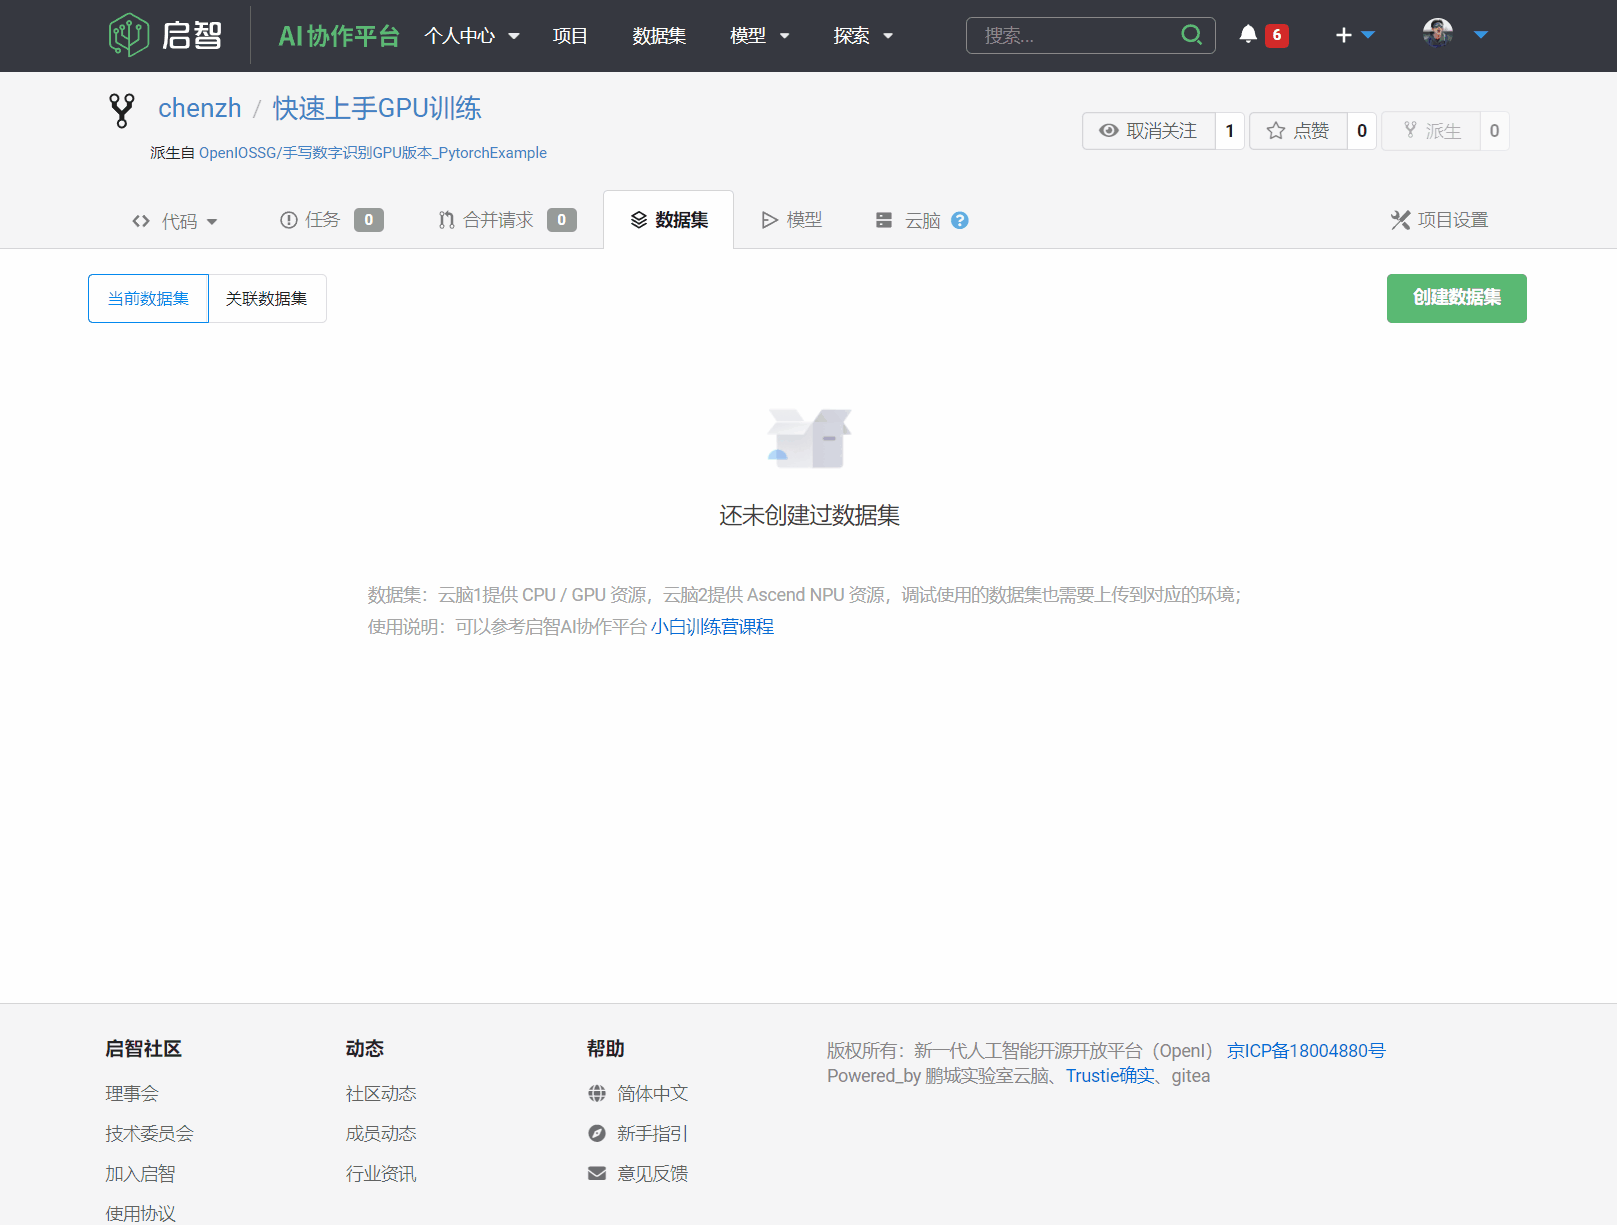 启智 AI协作平台 个人中心 项目 数据集 模型 探索 搜索... 6
chenzh / 快速上手GPU训练
派生自 OpenIOSSG/手写数字识别GPU版本_PytorchExample
取消关注 1 点赞 0 派生 0
代码 任务 0 合并请求 0 数据集 模型 云脑 ? 项目设置
当前数据集 关联数据集 创建数据集
还未创建过数据集
数据集：云脑1提供 CPU / GPU 资源，云脑2提供 Ascend NPU 资源，调试使用的数据集也需要上传到对应的环境；
使用说明：可以参考启智AI协作平台 小白训练营课程
启智社区
理事会
技术委员会
加入启智
使用协议
动态
社区动态
成员动态
行业资讯
帮助
简体中文
新手指引
意见反馈
版权所有：新一代人工智能开源开放平台（OpenI） 京ICP备18004880号
Powered_by 鹏城实验室云脑、Trustie确实、gitea